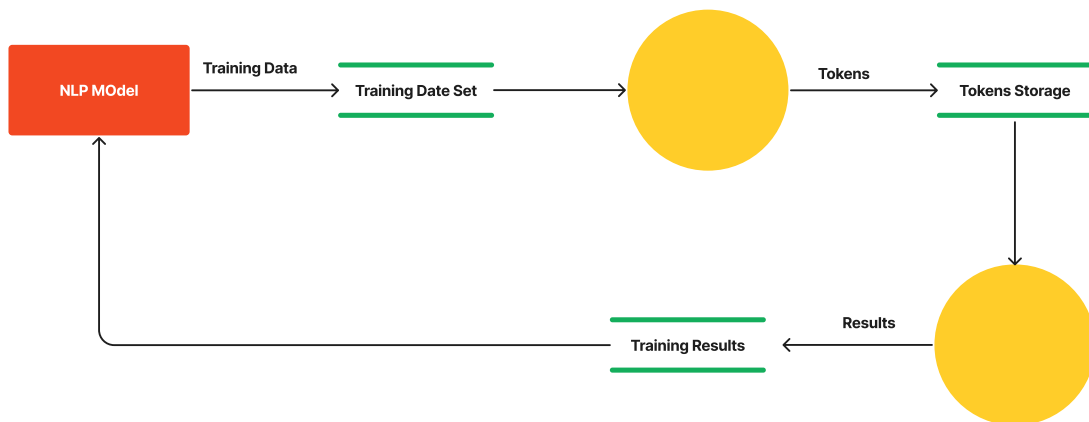 NLP MOdel
Training Data
Training Date Set
Tokens
Tokens Storage
Results
Training Results